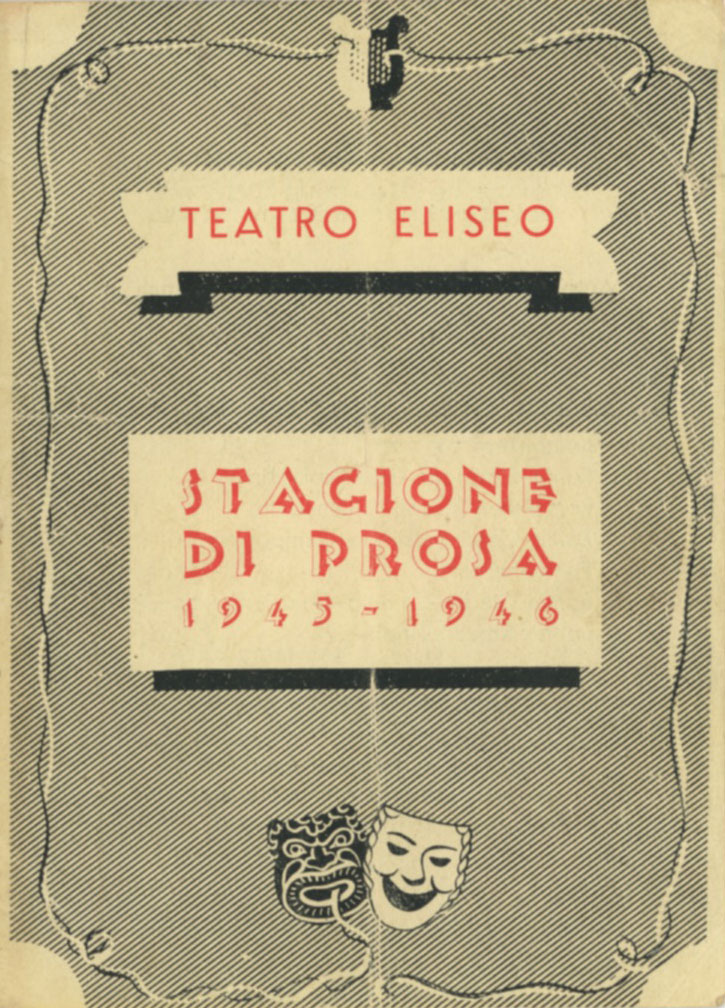 TEATRO ELISEO
STAGIONE
DI PROSA
1945-1946